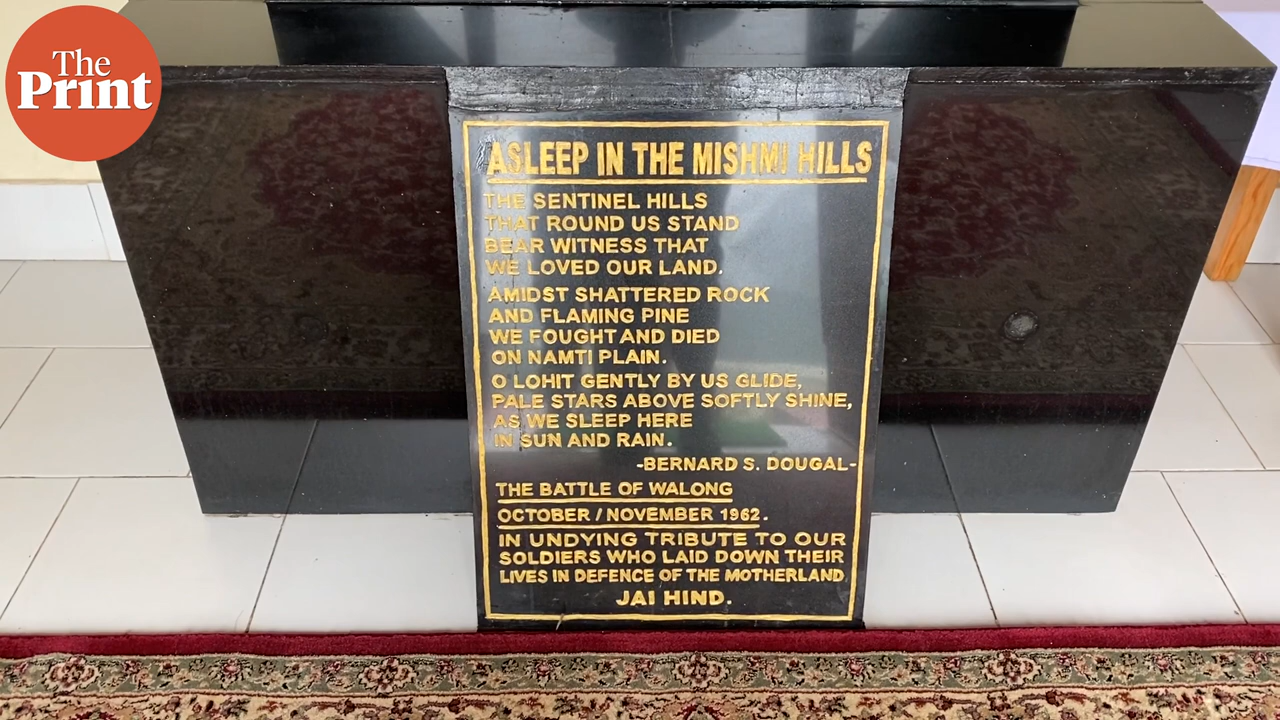 The
Print
ASLEEP IN THE MISHMI HILLS
THE SENTINEL HILLS
THAT ROUND US STAND
BEAR WITNESS THAT
WE LOVED OUR LAND.
AMIDST SHATTERED ROCK
AND FLAMING PINE
WE FOUGHT AND DIED
ON NAMTI PLAIN.
O LOHIT GENTLY BY US GLIDE,
PALE STARS ABOVE SOFTLY SHINE,
AS WE SLEEP HERE
IN SUN AND RAIN.
-BERNARD S. DOUGAL-
THE BATTLE OF WALONG
OCTOBER / NOVEMBER 1962.
IN UNDYING TRIBUTE TO OUR
SOLDIERS WHO LAID DOWN THEIR
LIVES IN DEFENCE OF THE MOTHERLAND
JAI HIND.